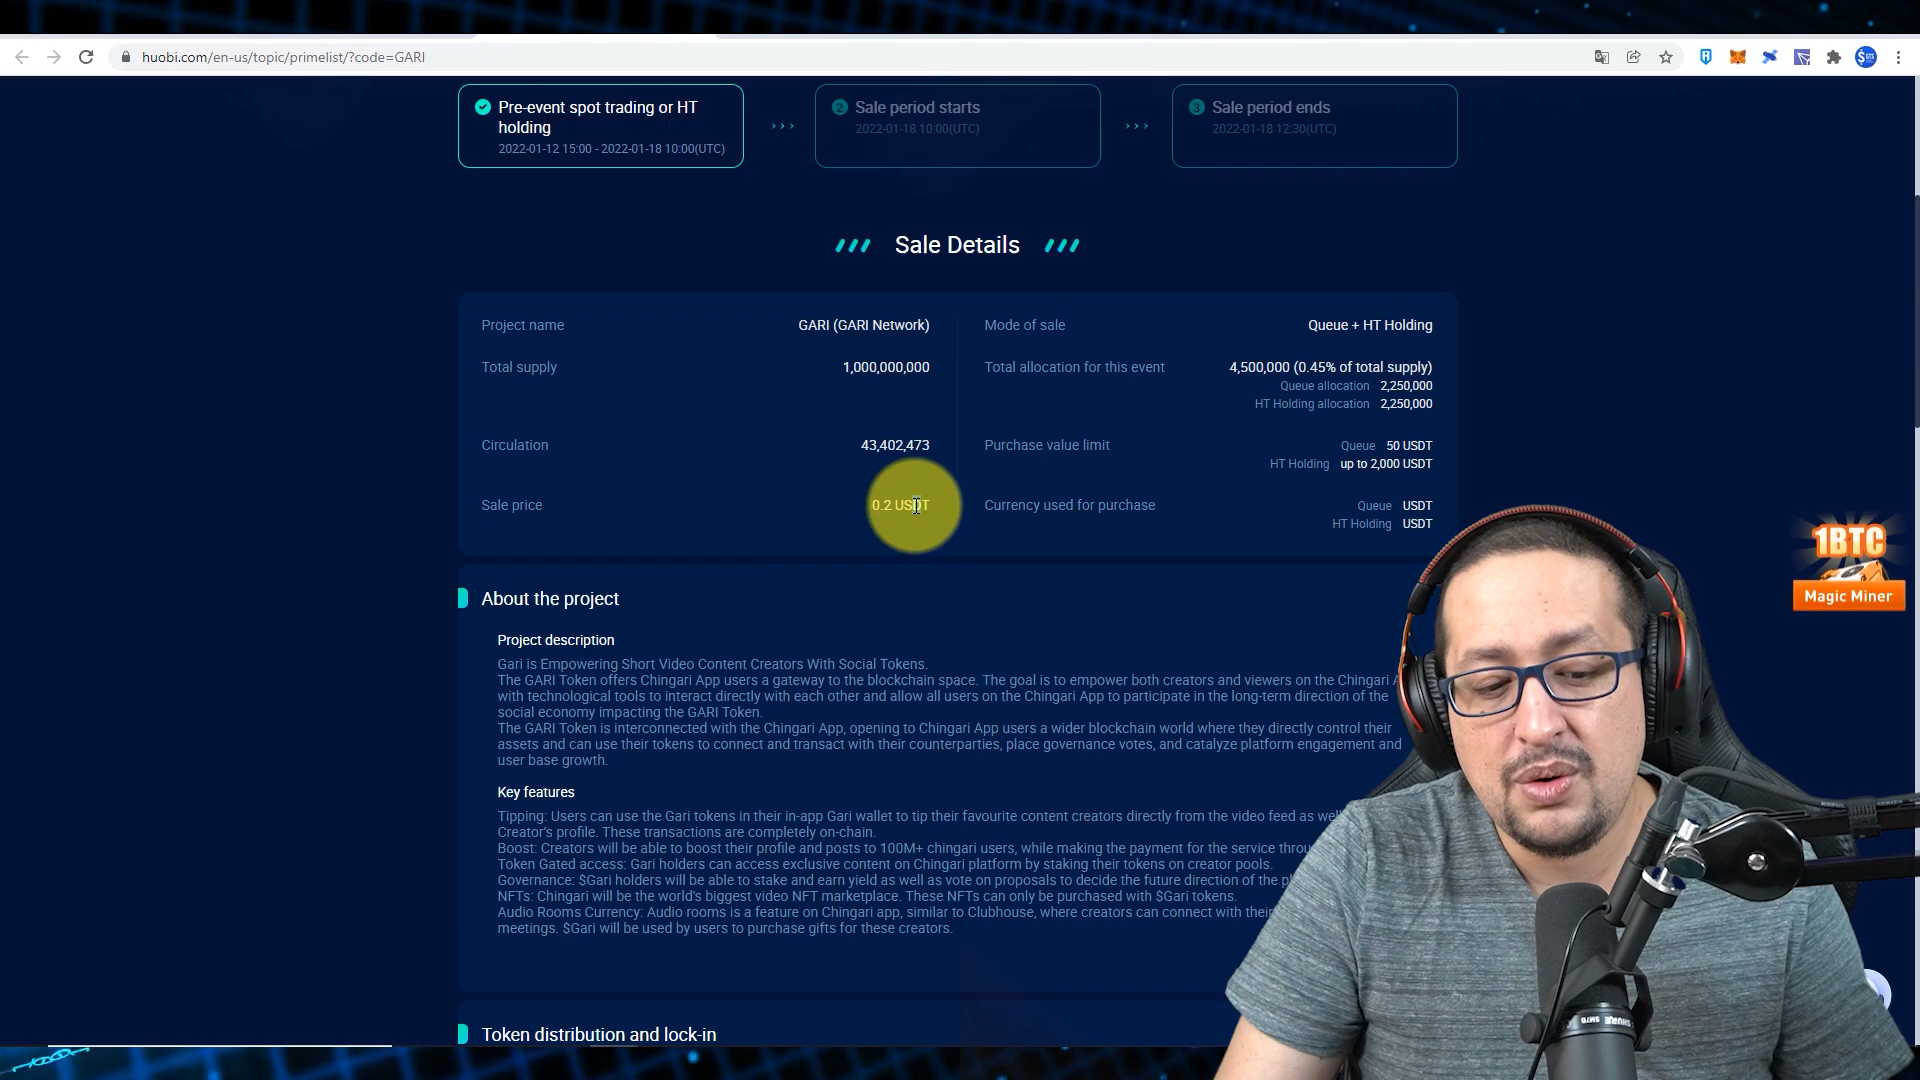 huobi.com/en-us/topic/primelist/?code=GARI
Pre-event spot trading or HT
holding
2022-01-12 15:00 - 2022-01-18 10:00(UTC)
2 Sale period starts
2022-01-18 10:00(UTC)
3 Sale period ends
2022-01-18 12:30(UTC)
Sale Details
Project name GARI (GARI Network)
Mode of sale Queue + HT Holding
Total supply 1,000,000,000
Total allocation for this event 4,500,000 (0.45% of total supply)
Queue allocation 2,250,000
HT Holding allocation 2,250,000
Circulation 43,402,473
Purchase value limit Queue 50 USDT
HT Holding up to 2,000 USDT
Sale price 0.2 USDT
Currency used for purchase Queue USDT
HT Holding USDT
1BTC
Magic Miner
About the project
Project description
Gari is Empowering Short Video Content Creators With Social Tokens.
The GARI Token offers Chingari App users a gateway to the blockchain space. The goal is to empower both creators and viewers on the Chingari A
with technological tools to interact directly with each other and allow all users on the Chingari App to participate in the long-term direction of the
social economy impacting the GARI Token.
The GARI Token is interconnected with the Chingari App, opening to Chingari App users a wider blockchain world where they directly control their
assets and can use their tokens to connect and transact with their counterparties, place governance votes, and catalyze platform engagement and
user base growth.
Key features
Tipping: Users can use the Gari tokens in their in-app Gari wallet to tip their favourite content creators directly from the video feed as well
Creator's profile. These transactions are completely on-chain.
Boost: Creators will be able to boost their profile and posts to 100M+ chingari users, while making the payment for the service throu
Token Gated access: Gari holders can access exclusive content on Chingari platform by staking their tokens on creator pools.
Governance: $Gari holders will be able to stake and earn yield as well as vote on proposals to decide the future direction of the pl
NFTs: Chingari will be the world's biggest video NFT marketplace. These NFTs can only be purchased with $Gari tokens.
Audio Rooms Currency: Audio rooms is a feature on Chingari app, similar to Clubhouse, where creators can connect with their
meetings. $Gari will be used by users to purchase gifts for these creators.
Token distribution and lock-in
SHURE